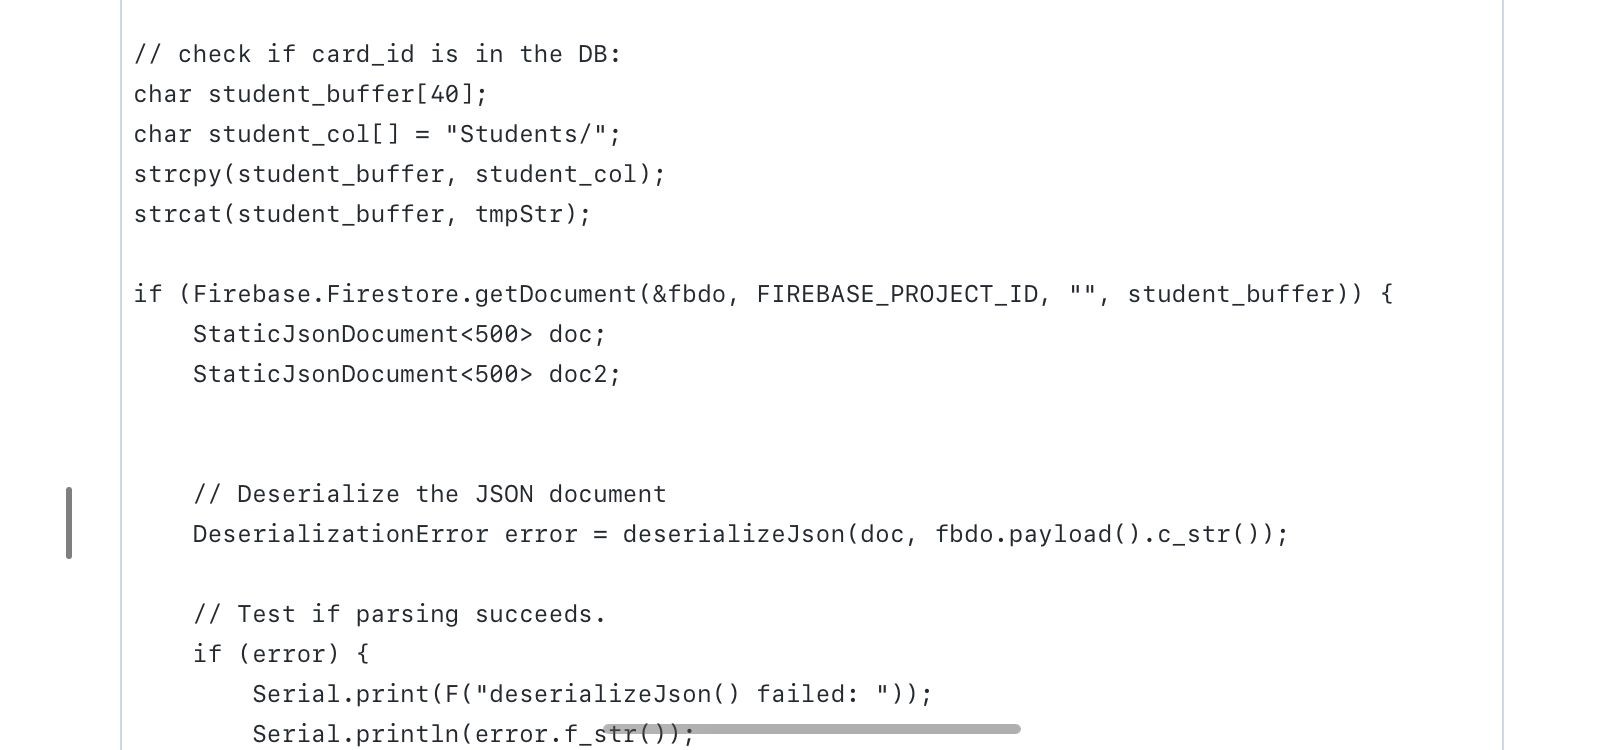 // check if card_id is in the DB:
char student_buffer[40];
char student_col[] = "Students/";
strcpy(student_buffer, student_col);
strcat(student_buffer, tmpStr);
if (Firebase.Firestore.getDocument(&fbdo, FIREBASE_PROJECT_ID, "", student_buffer)) {
    StaticJsonDocument<500> doc;
    StaticJsonDocument<500> doc2;
    // Deserialize the JSON document
    DeserializationError error = deserializeJson(doc, fbdo.payload().c_str());
    // Test if parsing succeeds.
    if (error) {
        Serial.print(F("deserializeJson() failed: "));
        Serial.println(error.f_str());